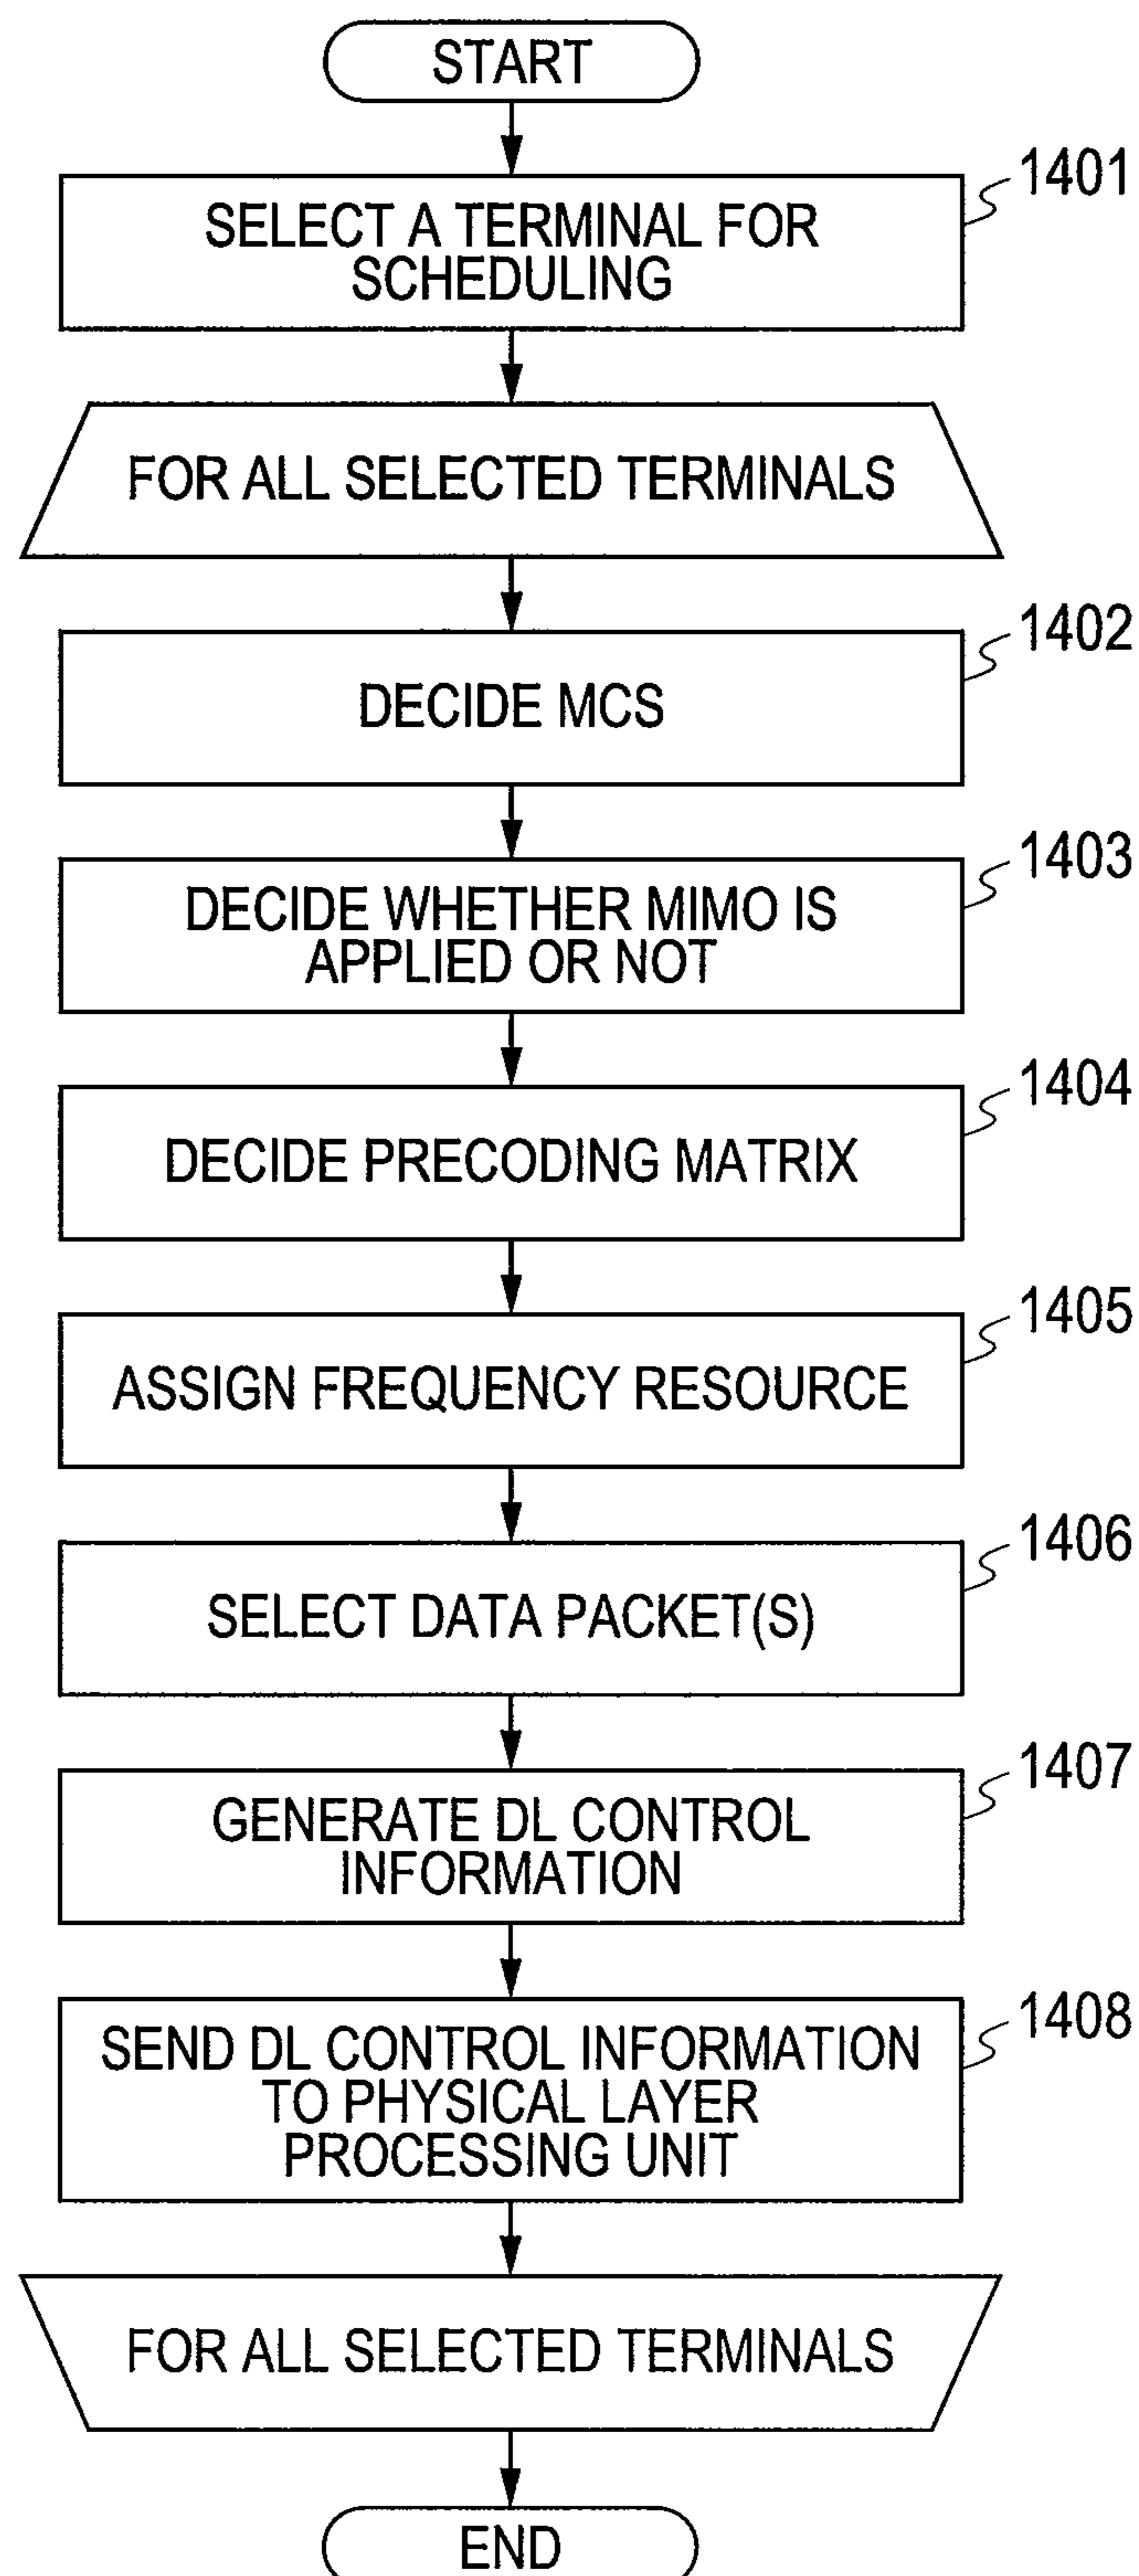 START
1401
SELECT A TERMINAL FOR
SCHEDULING
FOR ALL SELECTED TERMINALS
1402
DECIDE MCS
1403
DECIDE WHETHER MIMO IS
APPLIED OR NOT
1404
DECIDE PRECODING MATRIX
1405
ASSIGN FREQUENCY RESOURCE
1406
SELECT DATA PACKET(S)
1407
GENERATE DL CONTROL
INFORMATION
1408
SEND DL CONTROL INFORMATION
TO PHYSICAL LAYER
PROCESSING UNIT
FOR ALL SELECTED TERMINALS
END